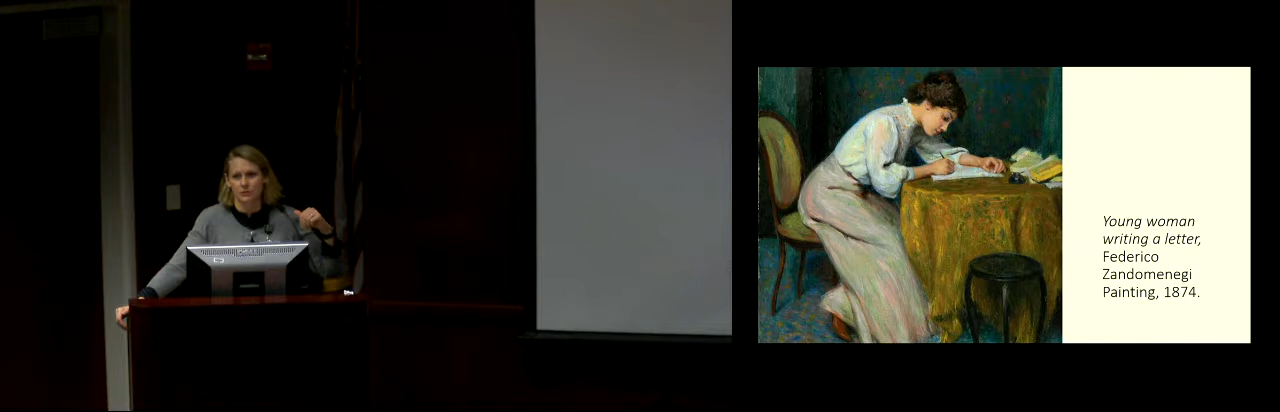 Young woman
writing a letter,
Federico
Zandomenegi
Painting, 1874.